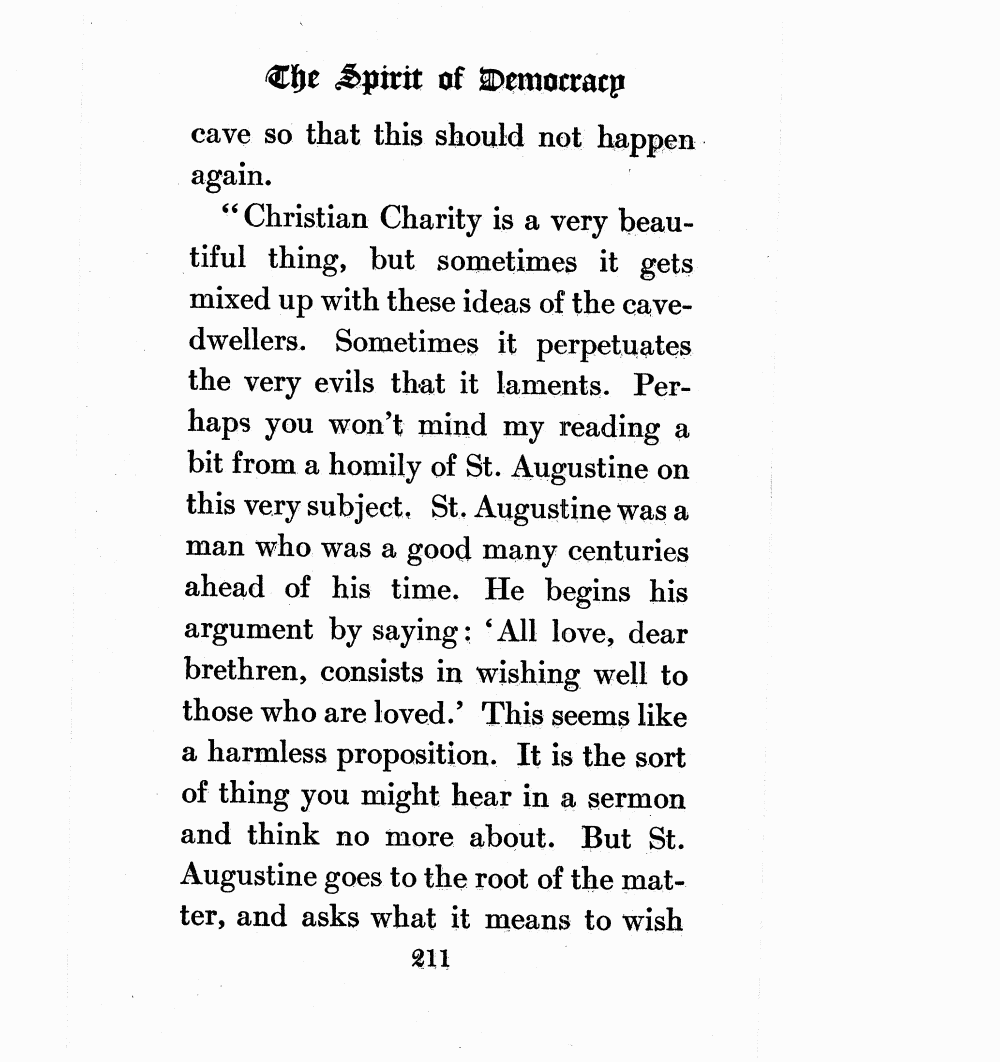 The Spirit of Democracy
cave so that this should not happen
again.
“Christian Charity is a very beau-
tiful thing, but sometimes it gets
mixed up with these ideas of the cave-
dwellers. Sometimes it perpetuates
the very evils that it laments. Per-
haps you won’t mind my reading a
bit from a homily of St. Augustine on
this very subject. St. Augustine was a
man who was a good many centuries
ahead of his time. He begins his
argument by saying: ‘All love, dear
brethren, consists in wishing well to
those who are loved.’ This seems like
a harmless proposition. It is the sort
of thing you might hear in a sermon
and think no more about. But St.
Augustine goes to the root of the mat-
ter, and asks what it means to wish
211